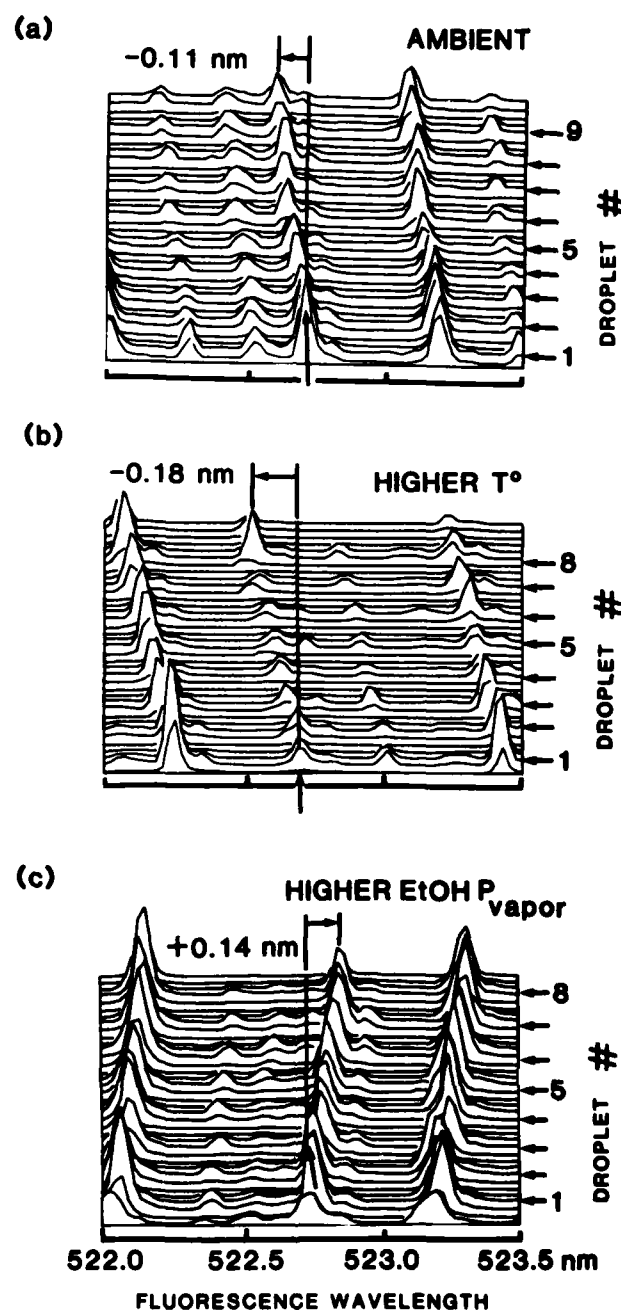 (a)
−0.11 nm
AMBIENT
9
5
1
DROPLET #
(b)
−0.18 nm
HIGHER T°
8
5
1
DROPLET #
(c)
HIGHER EtOH Pvapor
+0.14 nm
8
5
1
DROPLET #
522.0 522.5 523.0 523.5 nm
FLUORESCENCE WAVELENGTH